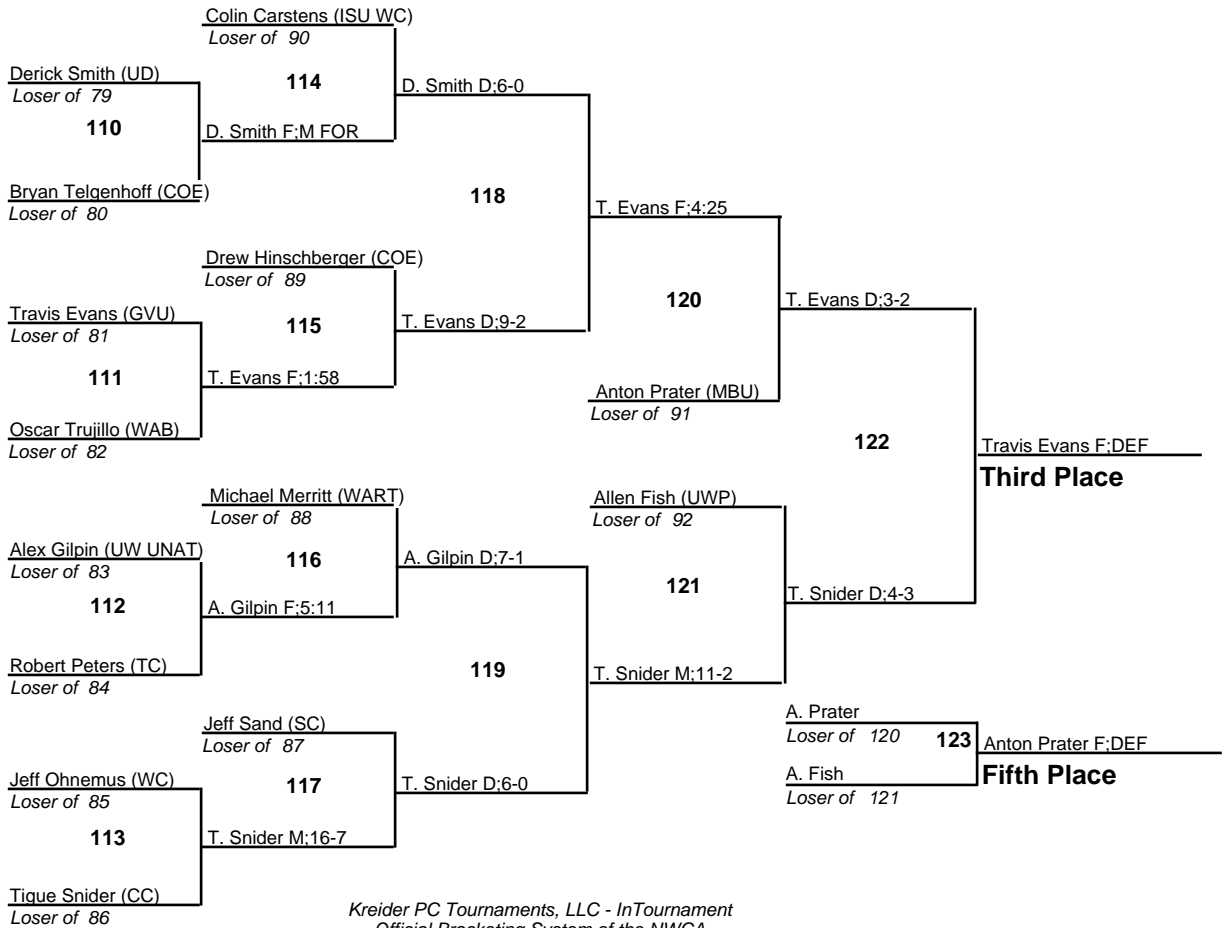 Colin Carstens (ISU WC)
Loser of 90
Derick Smith (UD)
Loser of 79
114
D. Smith D;6-0
110
D. Smith F;M FOR
Bryan Telgenhoff (COE)
Loser of 80
118
T. Evans F;4:25
Drew Hinschberger (COE)
Loser of 89
120
T. Evans D;3-2
Travis Evans (GVU)
Loser of 81
115
T. Evans D;9-2
111
T. Evans F;1:58
Anton Prater (MBU)
Loser of 91
Oscar Trujillo (WAB)
Loser of 82
122
Travis Evans F;DEF
Third Place
Michael Merritt (WART)
Loser of 88
Allen Fish (UWP)
Loser of 92
Alex Gilpin (UW UNAT)
Loser of 83
116
A. Gilpin D;7-1
121
T. Snider D;4-3
112
A. Gilpin F;5:11
Robert Peters (TC)
Loser of 84
119
T. Snider M;11-2
Jeff Sand (SC)
Loser of 87
A. Prater
Loser of 120
123
Anton Prater F;DEF
Fifth Place
Jeff Ohnemus (WC)
Loser of 85
117
T. Snider D;6-0
A. Fish
Loser of 121
113
T. Snider M;16-7
Tigue Snider (CC)
Loser of 86
Kreider PC Tournaments, LLC - InTournament
Official Bracketing System of the NWCA